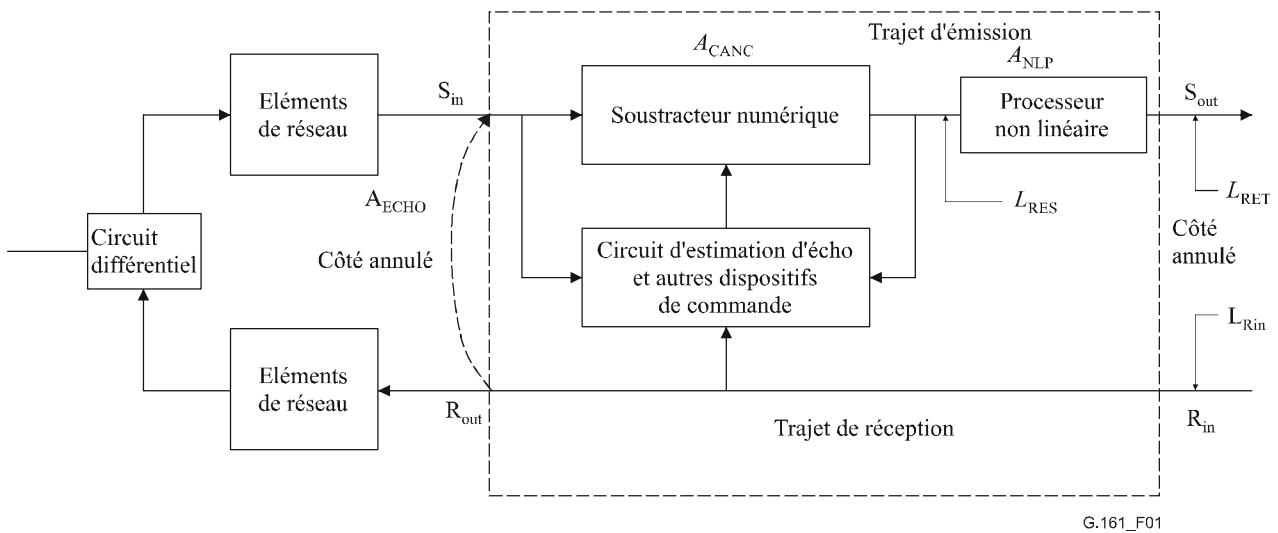 Trajet d'émission
A_CANC
A_NLP
Eléments
de réseau
S_in
Soustracteur numérique
Processeur
non linéaire
S_out
A_ECHO
L_RES
L_RET
Circuit
différentiel
Côté annulé
Circuit d'estimation d'écho
et autres dispositifs
de commande
Côté
annulé
L_Rin
Eléments
de réseau
R_out
Trajet de réception
R_in
G.161_F01